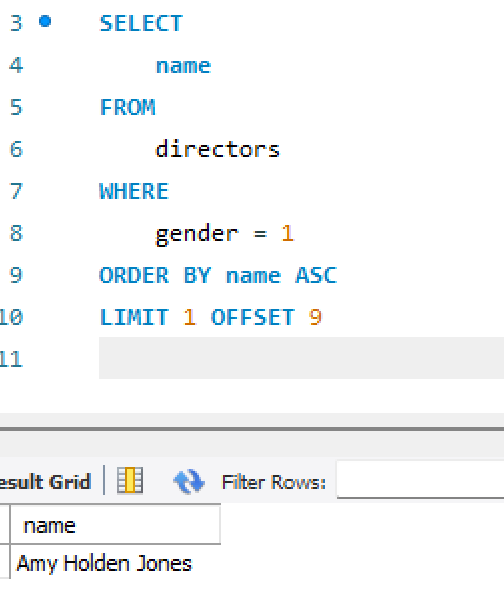 3 SELECT
4 name
5 FROM
6 directors
7 WHERE
8 gender = 1
9 ORDER BY name ASC
10 LIMIT 1 OFFSET 9
11
esult Grid Filter Rows:
name
Amy Holden Jones